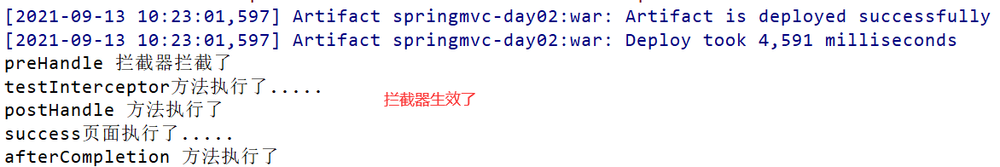 [2021-09-13 10:23:01,597] Artifact springmvc-day02:war: Artifact is deployed successfully
[2021-09-13 10:23:01,597] Artifact springmvc-day02:war: Deploy took 4,591 milliseconds
preHandle 拦截器拦截了
testInterceptor方法执行了.....
拦截器生效了
postHandle 方法执行了
success页面执行了.....
afterCompletion 方法执行了